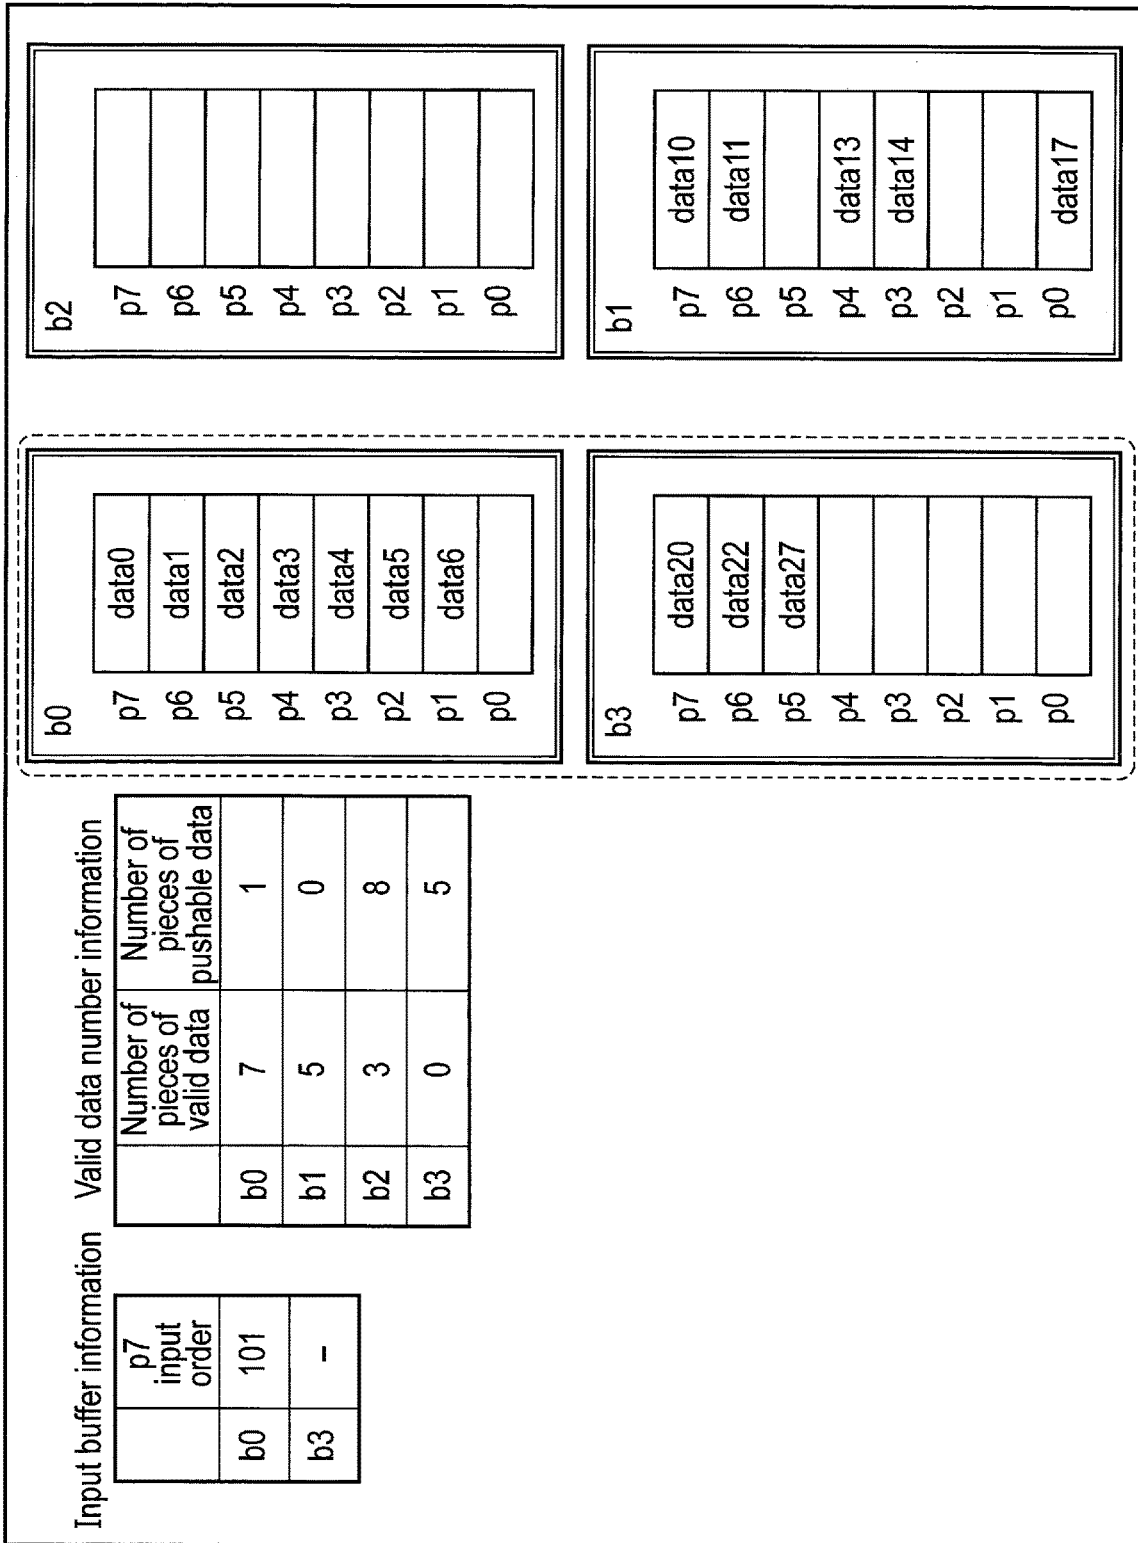 Input buffer information
p7
input
order
b0 101
b3 –
Valid data number information
Number of
pieces of
valid data
Number of
pieces of
pushable data
b0 7 1
b1 5 0
b2 3 8
b3 0 5
b0
p7 data0
p6 data1
p5 data2
p4 data3
p3 data4
p2 data5
p1 data6
p0
b3
p7 data20
p6 data22
p5 data27
p4
p3
p2
p1
p0
b2
p7
p6
p5
p4
p3
p2
p1
p0
b1
p7 data10
p6 data11
p5
p4 data13
p3 data14
p2
p1
p0 data17